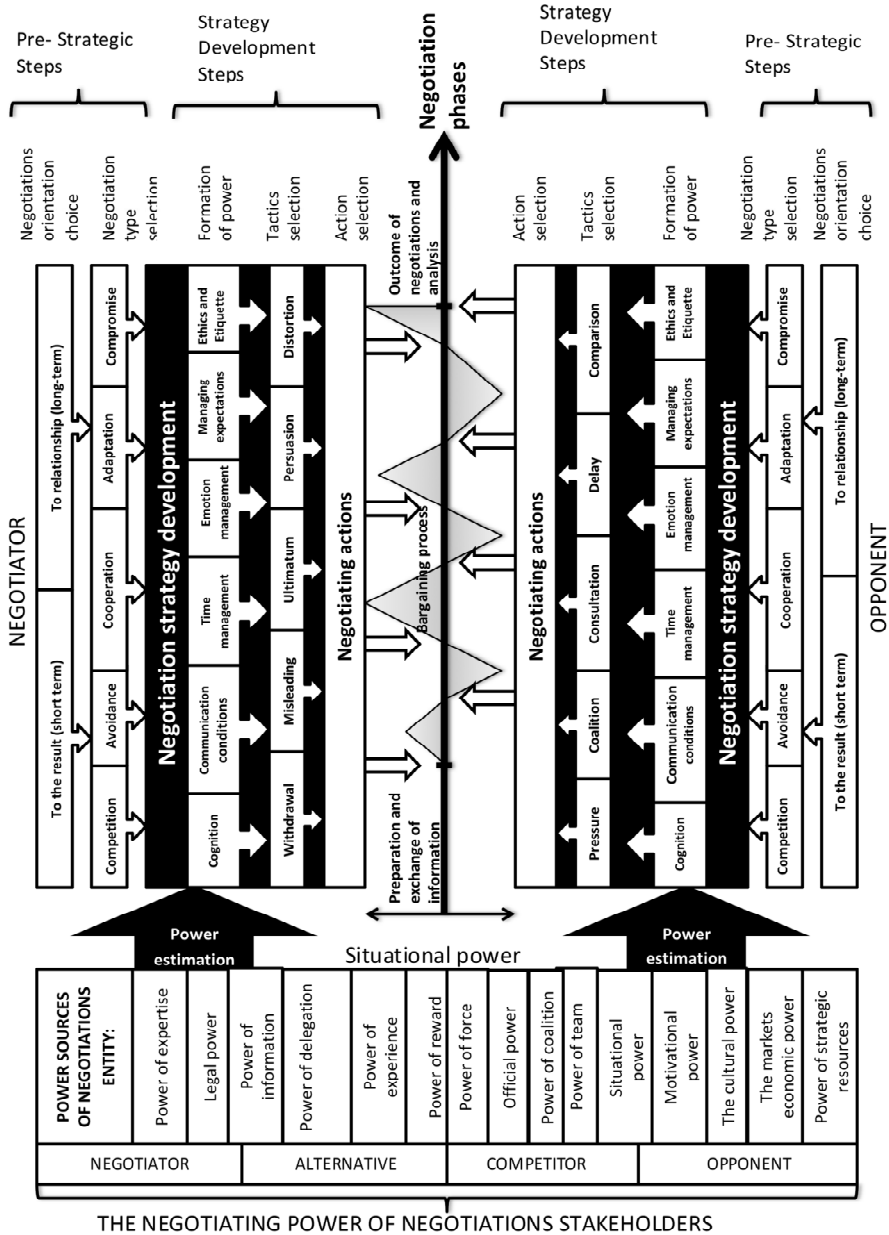 Pre- Strategic
Steps
Strategy
Development
Steps
Negotiation
phases
Strategy
Development
Steps
Pre- Strategic
Steps
Negotiations
orientation
choice
Negotiation
type
selection
Formation
of power
Tactics
selection
Action
selection
Outcome of
negotiations and
analysis
Action
selection
Tactics
selection
Formation
of power
Negotiation
type
selection
Negotiations
orientation
choice
NEGOTIATOR
To relationship (long-term)
To the result (short term)
Compromise
Adaptation
Cooperation
Avoidance
Competition
Negotiation strategy development
Ethics and
Etiquette
Managing
expectations
Emotion
management
Time
management
Communication
conditions
Cognition
Distortion
Persuasion
Ultimatum
Misleading
Withdrawal
Negotiating actions
Bargaining process
Preparation and
exchange of
information
Negotiating actions
Comparison
Delay
Consultation
Coalition
Pressure
Ethics and
Etiquette
Managing
expectations
Emotion
management
Time
management
Communication
conditions
Cognition
Negotiation strategy development
Compromise
Adaptation
Cooperation
Avoidance
Competition
To relationship (long-term)
To the result (short term)
OPPONENT
Power
estimation
Situational power
Power
estimation
POWER SOURCES
OF NEGOTIATIONS
ENTITY:
Power of expertise
Legal power
Power of
information
Power of delegation
Power of
experience
Power of reward
Power of force
Official power
Power of coalition
Power of team
Situational
power
Motivational
power
The cultural power
The markets
economic power
Power of strategic
resources
NEGOTIATOR
ALTERNATIVE
COMPETITOR
OPPONENT
THE NEGOTIATING POWER OF NEGOTIATIONS STAKEHOLDERS